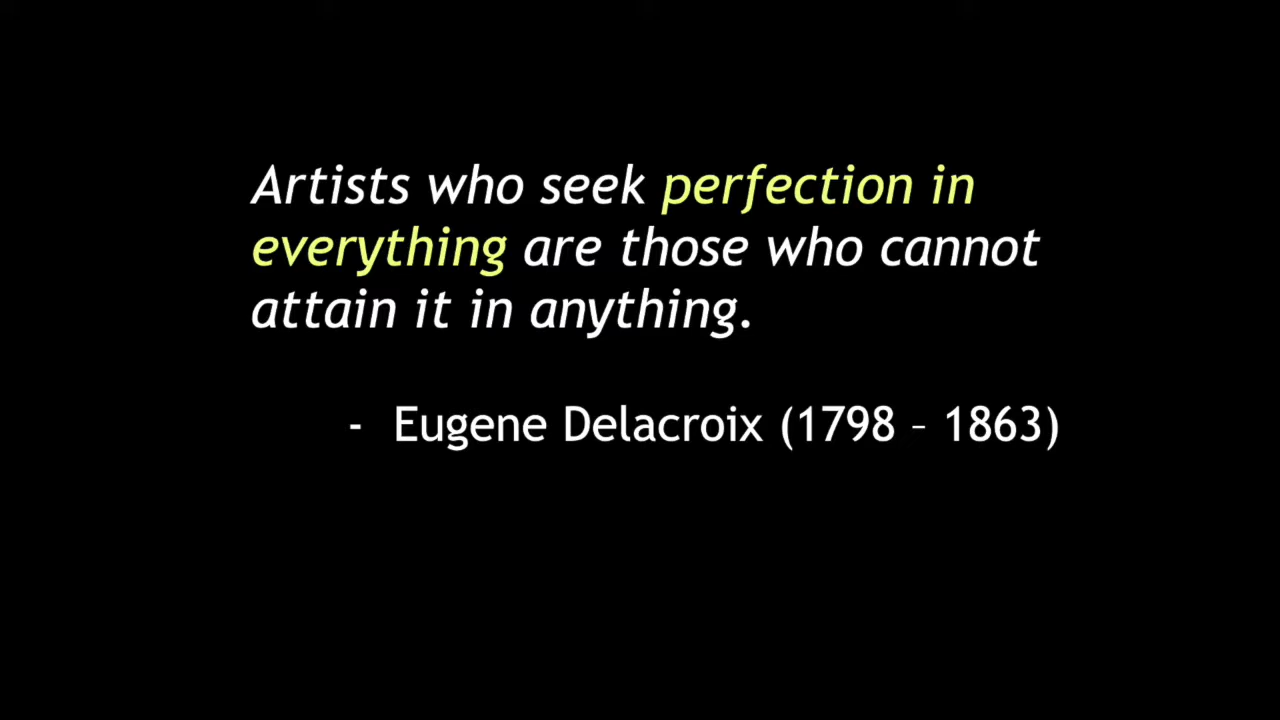 Artists who seek perfection in
everything are those who cannot
attain it in anything.
- Eugene Delacroix (1798 – 1863)